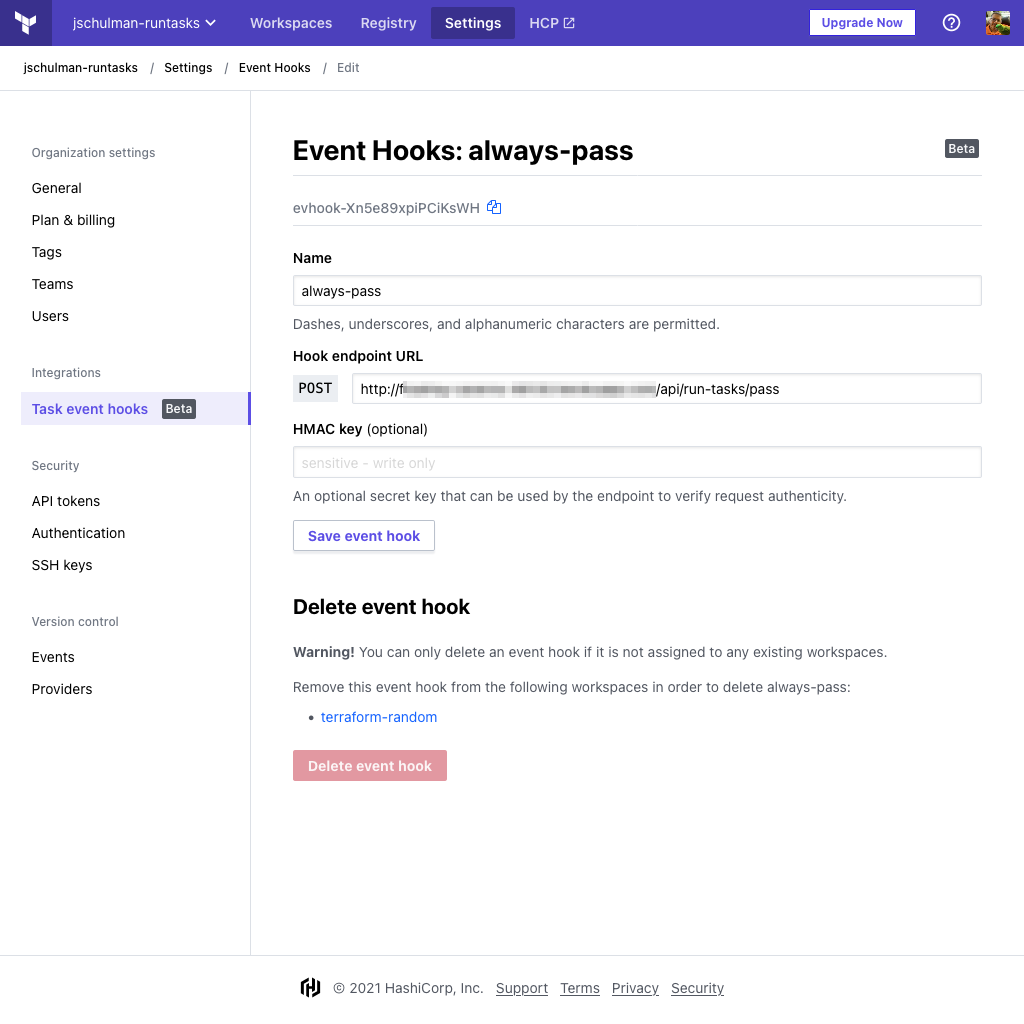 jschulman-runtasks Workspaces Registry Settings HCP Upgrade Now
jschulman-runtasks / Settings / Event Hooks / Edit
Organization settings
General
Plan & billing
Tags
Teams
Users
Integrations
Task event hooks Beta
Security
API tokens
Authentication
SSH keys
Version control
Events
Providers
Event Hooks: always-pass Beta
evhook-Xn5e89xpiPCiKsWH
Name
always-pass
Dashes, underscores, and alphanumeric characters are permitted.
Hook endpoint URL
POST http://f /api/run-tasks/pass
HMAC key (optional)
sensitive - write only
An optional secret key that can be used by the endpoint to verify request authenticity.
Save event hook
Delete event hook
Warning! You can only delete an event hook if it is not assigned to any existing workspaces.
Remove this event hook from the following workspaces in order to delete always-pass:
• terraform-random
Delete event hook
© 2021 HashiCorp, Inc. Support Terms Privacy Security